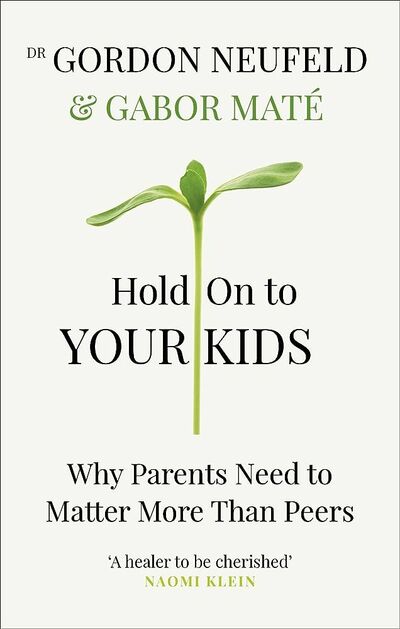 DR GORDON NEUFELD
& GABOR MATÉ
Hold On to
YOUR KIDS
Why Parents Need to
Matter More Than Peers
‘A healer to be cherished’
NAOMI KLEIN